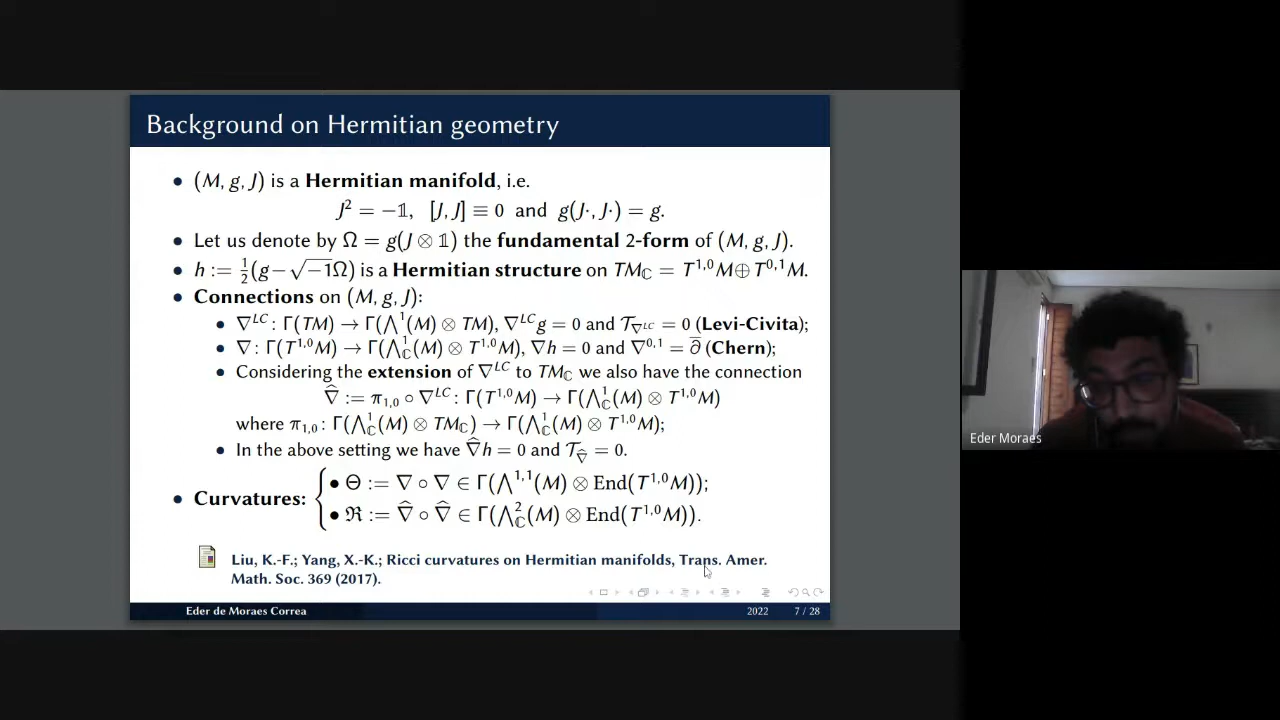 Background on Hermitian geometry
• (M, g, J) is a Hermitian manifold, i.e.
J² = −𝟙, [J, J] ≡ 0 and g(J·, J·) = g.
• Let us denote by Ω = g(J ⊗ 𝟙) the fundamental 2-form of (M, g, J).
• h := ½(g−√−1Ω) is a Hermitian structure on TM_ℂ = T^{1,0}M⊕T^{0,1}M.
• Connections on (M, g, J):
• ∇^{LC}: Γ(TM) → Γ(⋀^1(M) ⊗ TM), ∇^{LC}g = 0 and 𝒯_{∇^{LC}} = 0 (Levi-Civita);
• ∇: Γ(T^{1,0}M) → Γ(⋀^1_ℂ(M) ⊗ T^{1,0}M), ∇h = 0 and ∇^{0,1} = ∂̄ (Chern);
• Considering the extension of ∇^{LC} to TM_ℂ we also have the connection
∇̂ := π_{1,0} ∘ ∇^{LC}: Γ(T^{1,0}M) → Γ(⋀^1_ℂ(M) ⊗ T^{1,0}M)
where π_{1,0}: Γ(⋀^1_ℂ(M) ⊗ TM_ℂ) → Γ(⋀^1_ℂ(M) ⊗ T^{1,0}M);
• In the above setting we have ∇̂h = 0 and 𝒯_{∇̂} = 0.
• Curvatures:
• Θ := ∇ ∘ ∇ ∈ Γ(⋀^{1,1}(M) ⊗ End(T^{1,0}M));
• ℜ := ∇̂ ∘ ∇̂ ∈ Γ(⋀^2_ℂ(M) ⊗ End(T^{1,0}M)).
Liu, K.-F.; Yang, X.-K.; Ricci curvatures on Hermitian manifolds, Trans. Amer.
Math. Soc. 369 (2017).
Eder de Moraes Correa 2022 7 / 28
Eder Moraes